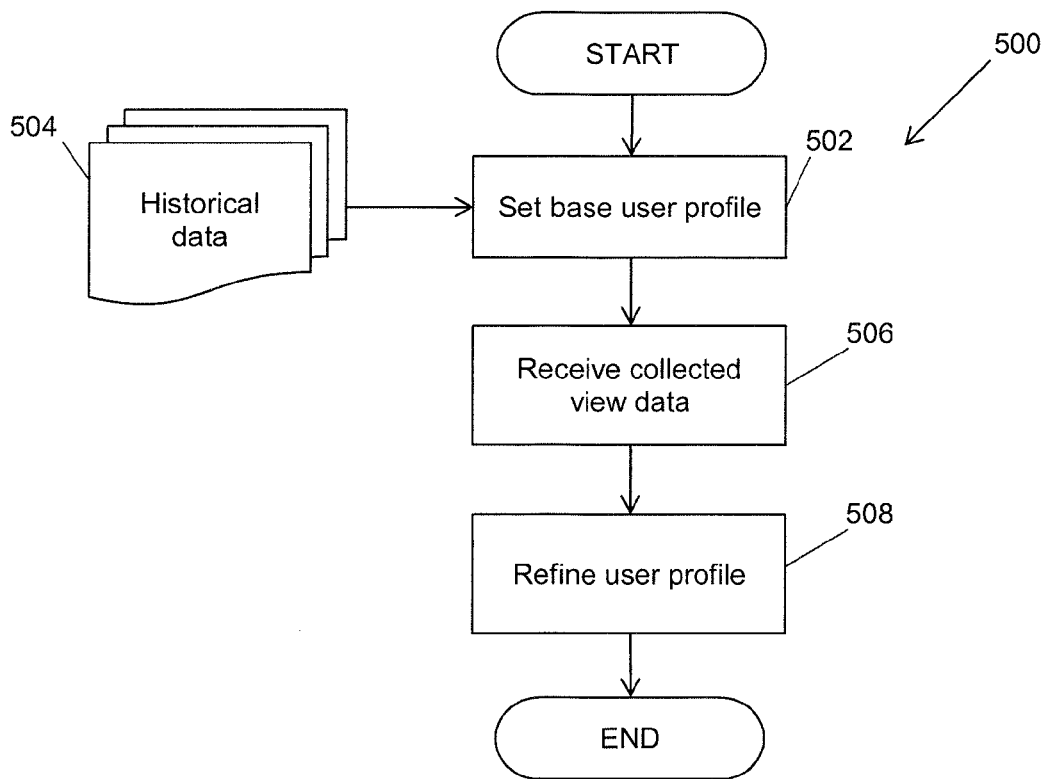 START
500
504
Historical
data
502
Set base user profile
506
Receive collected
view data
508
Refine user profile
END